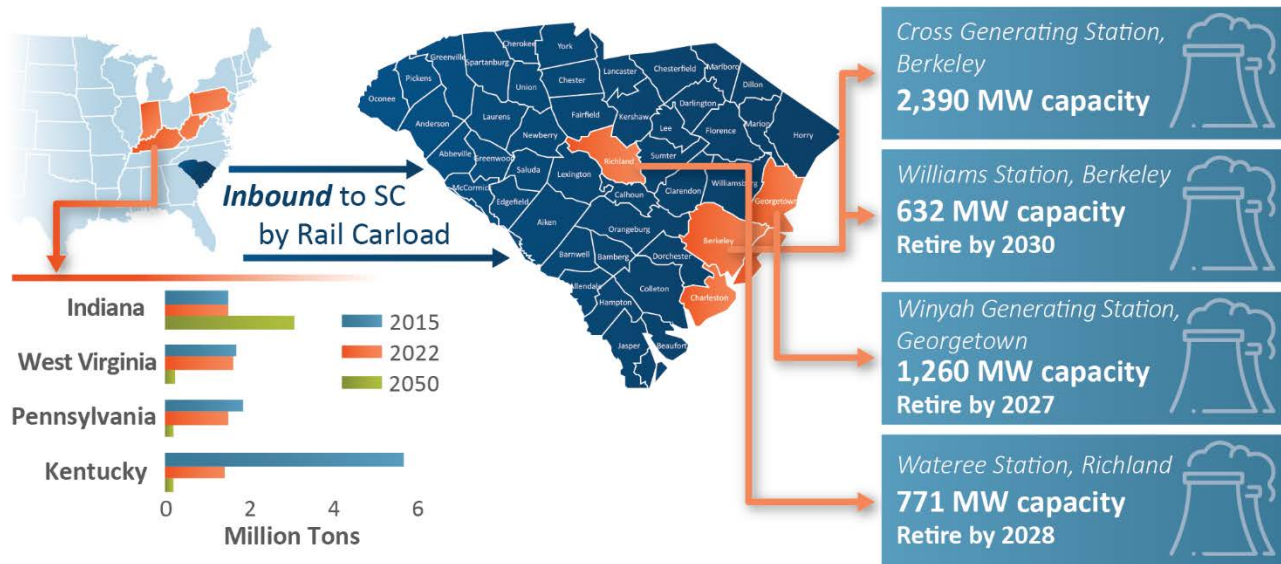 Inbound to SC
by Rail Carload
Indiana
West Virginia
Pennsylvania
Kentucky
2015
2022
2050
0
2
4
6
Million Tons
Oconee
Pickens
Greenville
Spartanburg
Cherokee
York
Union
Chester
Lancaster
Chesterfield
Marlboro
Dillon
Anderson
Laurens
Newberry
Fairfield
Kershaw
Darlington
Lee
Florence
Marion
Horry
Abbeville
Greenwood
Saluda
Richland
Sumter
McCormick
Edgefield
Lexington
Calhoun
Clarendon
Williamsburg
Georgetown
Aiken
Orangeburg
Berkeley
Barnwell
Bamberg
Dorchester
Allendale
Colleton
Charleston
Hampton
Jasper
Beaufort
Cross Generating Station,
Berkeley
2,390 MW capacity
Williams Station, Berkeley
632 MW capacity
Retire by 2030
Winyah Generating Station,
Georgetown
1,260 MW capacity
Retire by 2027
Wateree Station, Richland
771 MW capacity
Retire by 2028